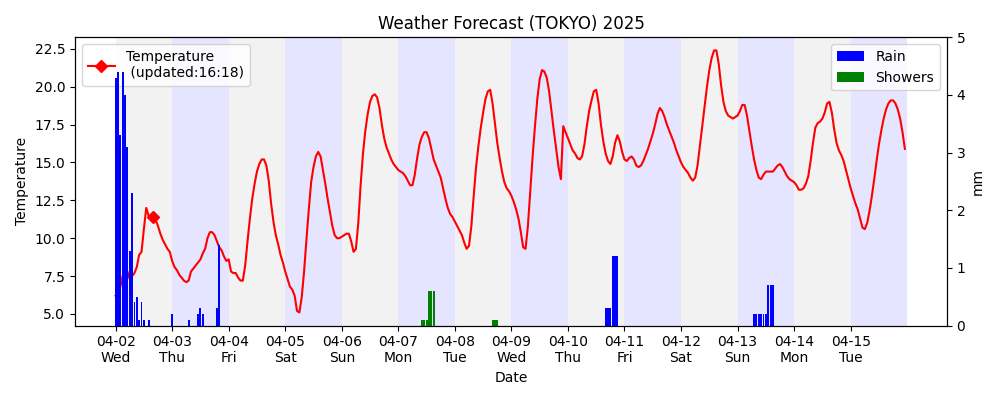 Weather Forecast (TOKYO) 2025
Temperature
(updated:16:18)
Rain
Showers
Temperature
22.5
20.0
17.5
15.0
12.5
10.0
7.5
5.0
5
4
3
2
1
0
mm
04-02 04-03 04-04 04-05 04-06 04-07 04-08 04-09 04-10 04-11 04-12 04-13 04-14 04-15
Wed Thu Fri Sat Sun Mon Tue Wed Thu Fri Sat Sun Mon Tue
Date